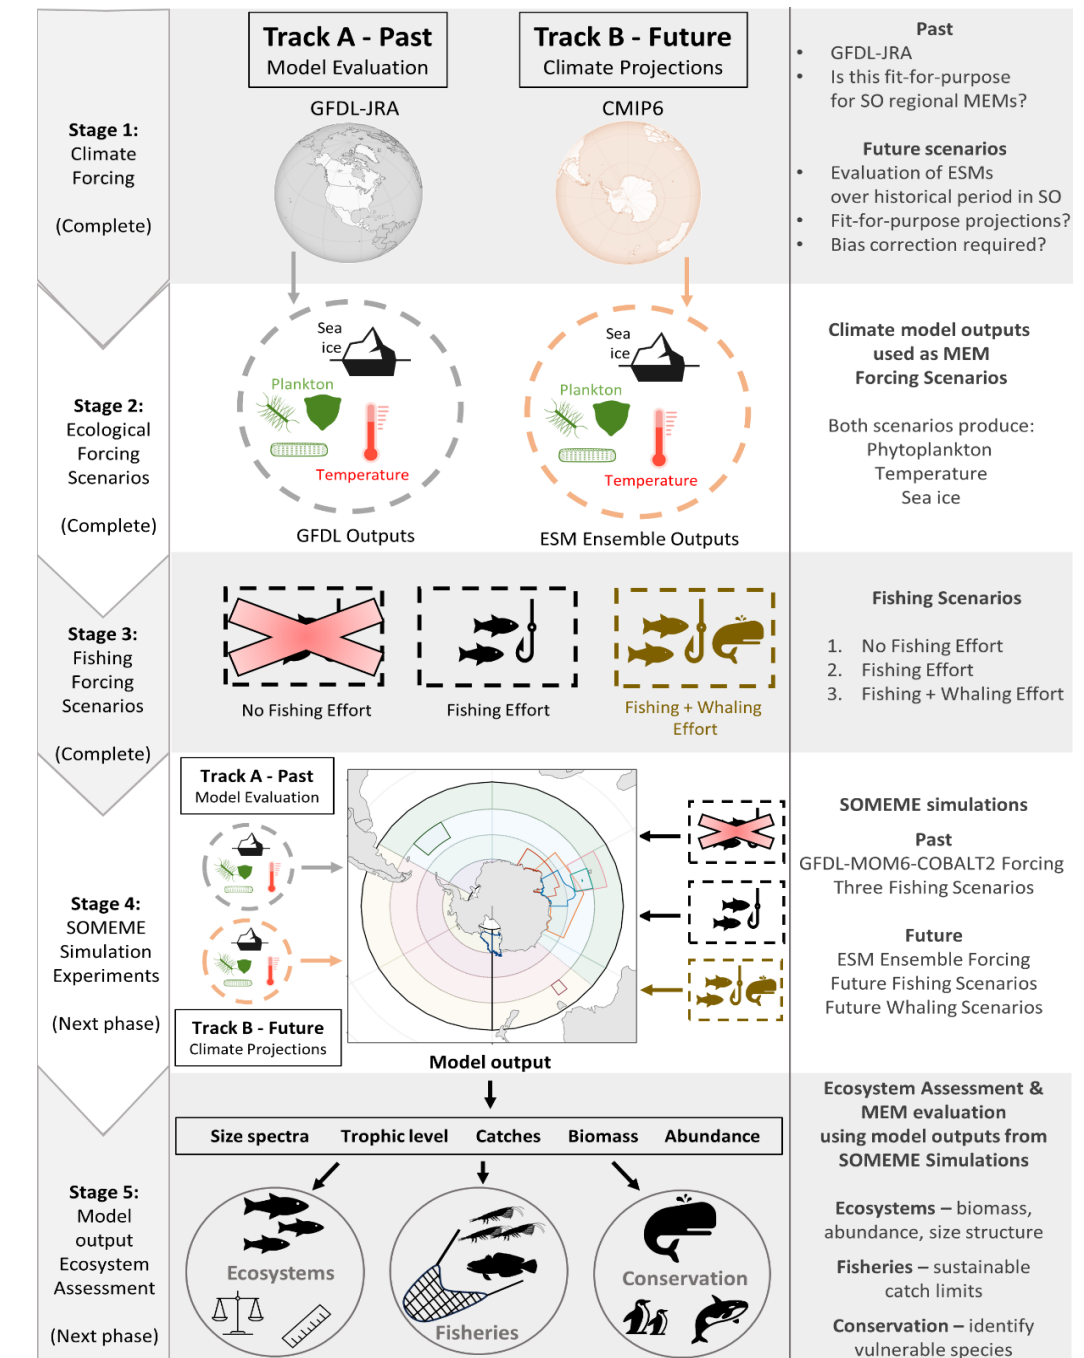 Stage 1:
Climate
Forcing
(Complete)
Track A - Past
Model Evaluation
GFDL-JRA
Track B - Future
Climate Projections
CMIP6
Past
• GFDL-JRA
• Is this fit-for-purpose
for SO regional MEMs?
Future scenarios
• Evaluation of ESMs
over historical period in SO
• Fit-for-purpose projections?
• Bias correction required?
Stage 2:
Ecological
Forcing
Scenarios
(Complete)
Sea
ice
Plankton
Temperature
GFDL Outputs
Sea
ice
Plankton
Temperature
ESM Ensemble Outputs
Climate model outputs
used as MEM
Forcing Scenarios
Both scenarios produce:
Phytoplankton
Temperature
Sea ice
Stage 3:
Fishing
Forcing
Scenarios
(Complete)
No Fishing Effort
Fishing Effort
Fishing + Whaling
Effort
Fishing Scenarios
1. No Fishing Effort
2. Fishing Effort
3. Fishing + Whaling Effort
Stage 4:
SOMEME
Simulation
Experiments
(Next phase)
Track A - Past
Model Evaluation
Track B - Future
Climate Projections
Model output
SOMEME simulations
Past
GFDL-MOM6-COBALT2 Forcing
Three Fishing Scenarios
Future
ESM Ensemble Forcing
Future Fishing Scenarios
Future Whaling Scenarios
Stage 5:
Model
output
Ecosystem
Assessment
(Next phase)
Size spectra Trophic level Catches Biomass Abundance
Ecosystems
Fisheries
Conservation
Ecosystem Assessment &
MEM evaluation
using model outputs from
SOMEME Simulations
Ecosystems – biomass,
abundance, size structure
Fisheries – sustainable
catch limits
Conservation – identify
vulnerable species